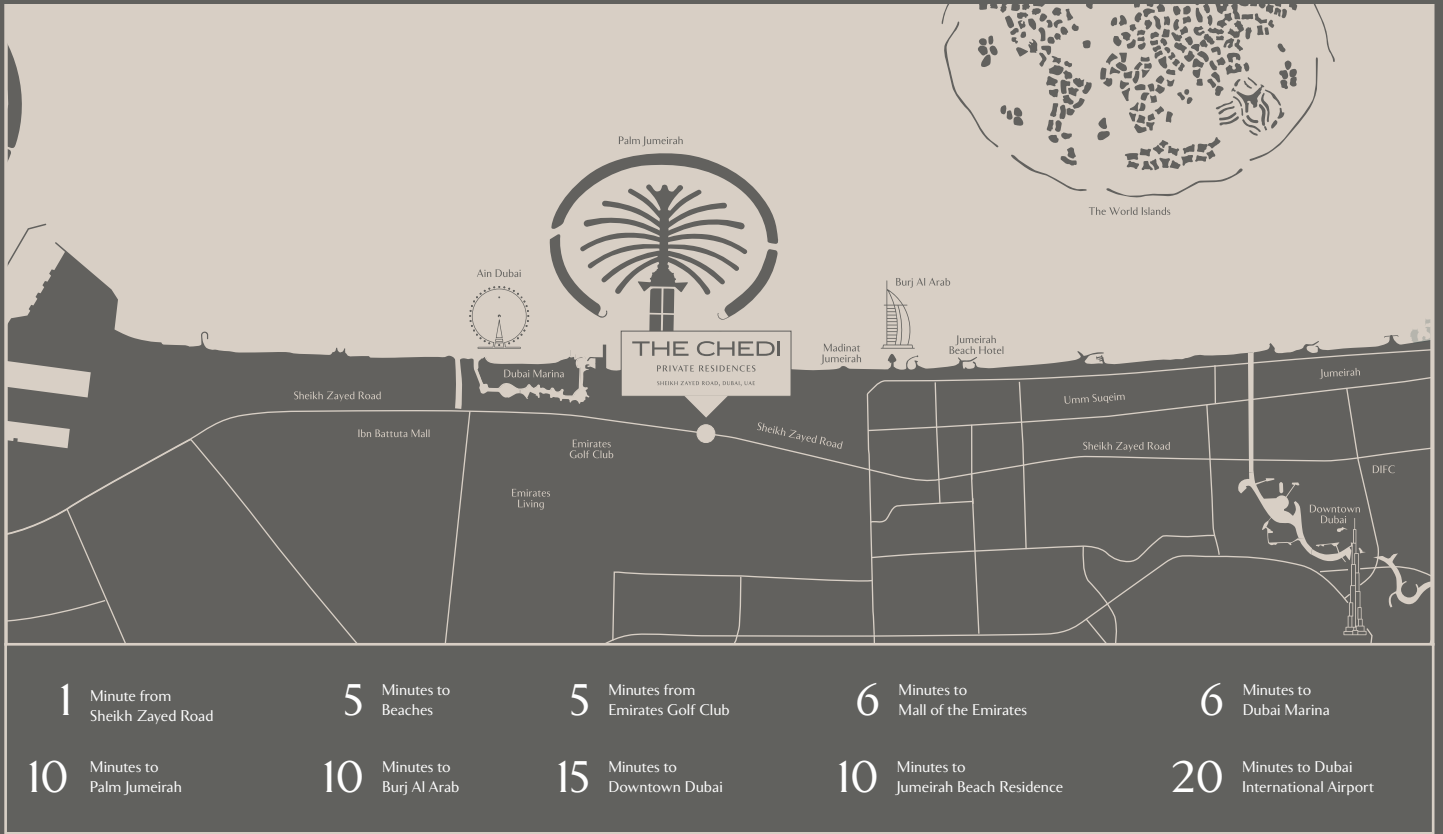 Palm Jumeirah
The World Islands
Ain Dubai
Burj Al Arab
THE CHEDI
PRIVATE RESIDENCES
SHEIKH ZAYED ROAD, DUBAI, UAE
Madinat
Jumeirah
Jumeirah
Beach Hotel
Dubai Marina
Jumeirah
Sheikh Zayed Road
Umm Suqeim
Ibn Battuta Mall
Emirates
Golf Club
Sheikh Zayed Road
Sheikh Zayed Road
DIFC
Emirates
Living
Downtown
Dubai
1 Minute from
Sheikh Zayed Road
5 Minutes to
Beaches
5 Minutes from
Emirates Golf Club
6 Minutes to
Mall of the Emirates
6 Minutes to
Dubai Marina
10 Minutes to
Palm Jumeirah
10 Minutes to
Burj Al Arab
15 Minutes to
Downtown Dubai
10 Minutes to
Jumeirah Beach Residence
20 Minutes to Dubai
International Airport